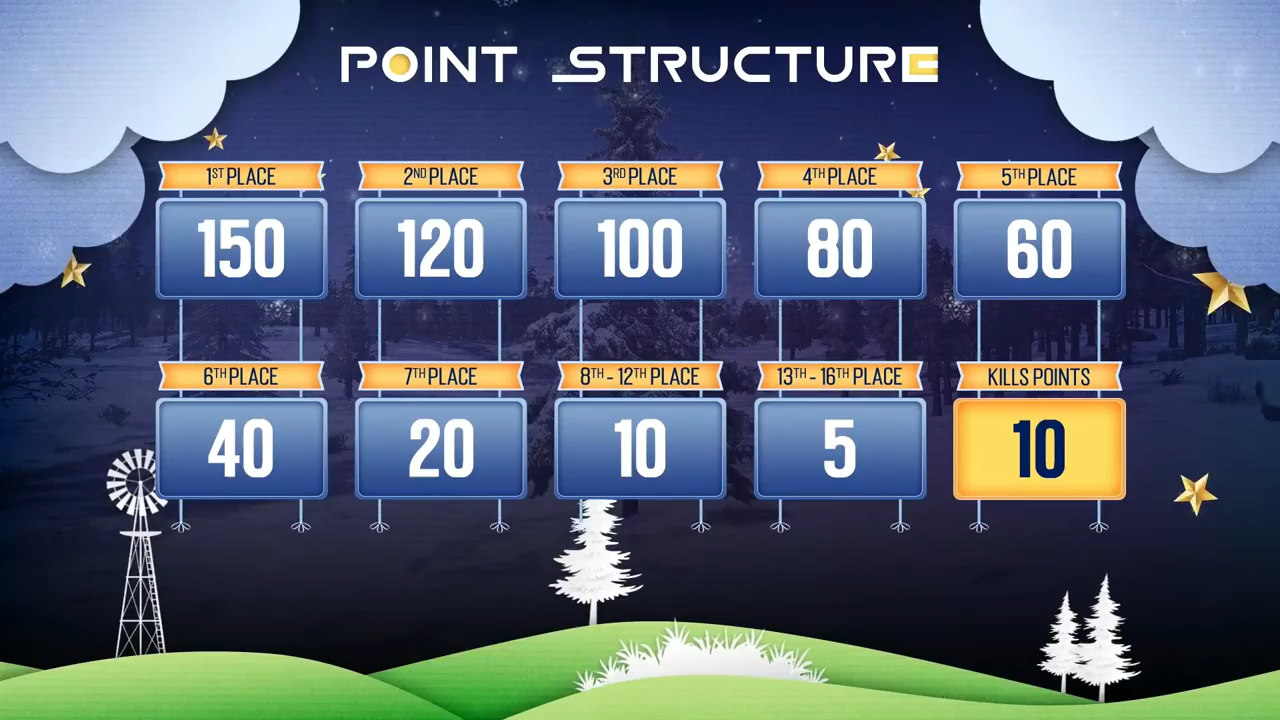 POINT STRUCTURE
1ST PLACE
150
2ND PLACE
120
3RD PLACE
100
4TH PLACE
80
5TH PLACE
60
6TH PLACE
40
7TH PLACE
20
8TH - 12TH PLACE
10
13TH - 16TH PLACE
5
KILLS POINTS
10